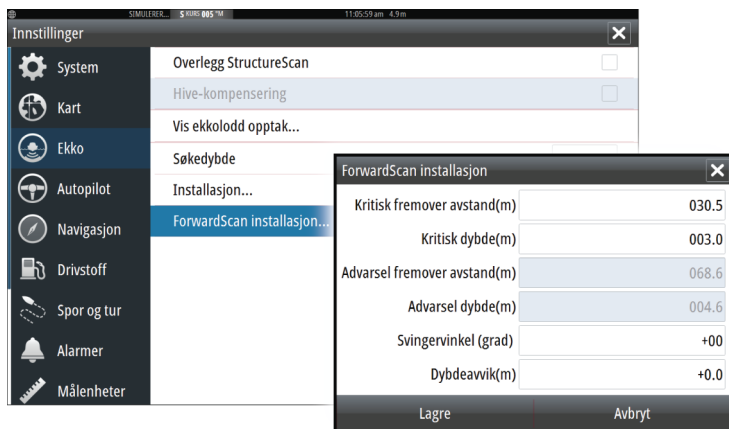 SIMULERER... S KURS 005 °M 11:05:59 am 4.9 m
Innstillinger
System
Kart
Ekko
Autopilot
Navigasjon
Drivstoff
Spor og tur
Alarmer
Målenheter
Overlegg StructureScan
Hive-kompensering
Vis ekkolodd opptak...
Søkedybde
Installasjon...
ForwardScan installasjon...
ForwardScan installasjon
Kritisk fremover avstand(m) 030.5
Kritisk dybde(m) 003.0
Advarsel fremover avstand(m) 068.6
Advarsel dybde(m) 004.6
Svingervinkel (grad) +00
Dybdeavvik(m) +0.0
Lagre Avbryt